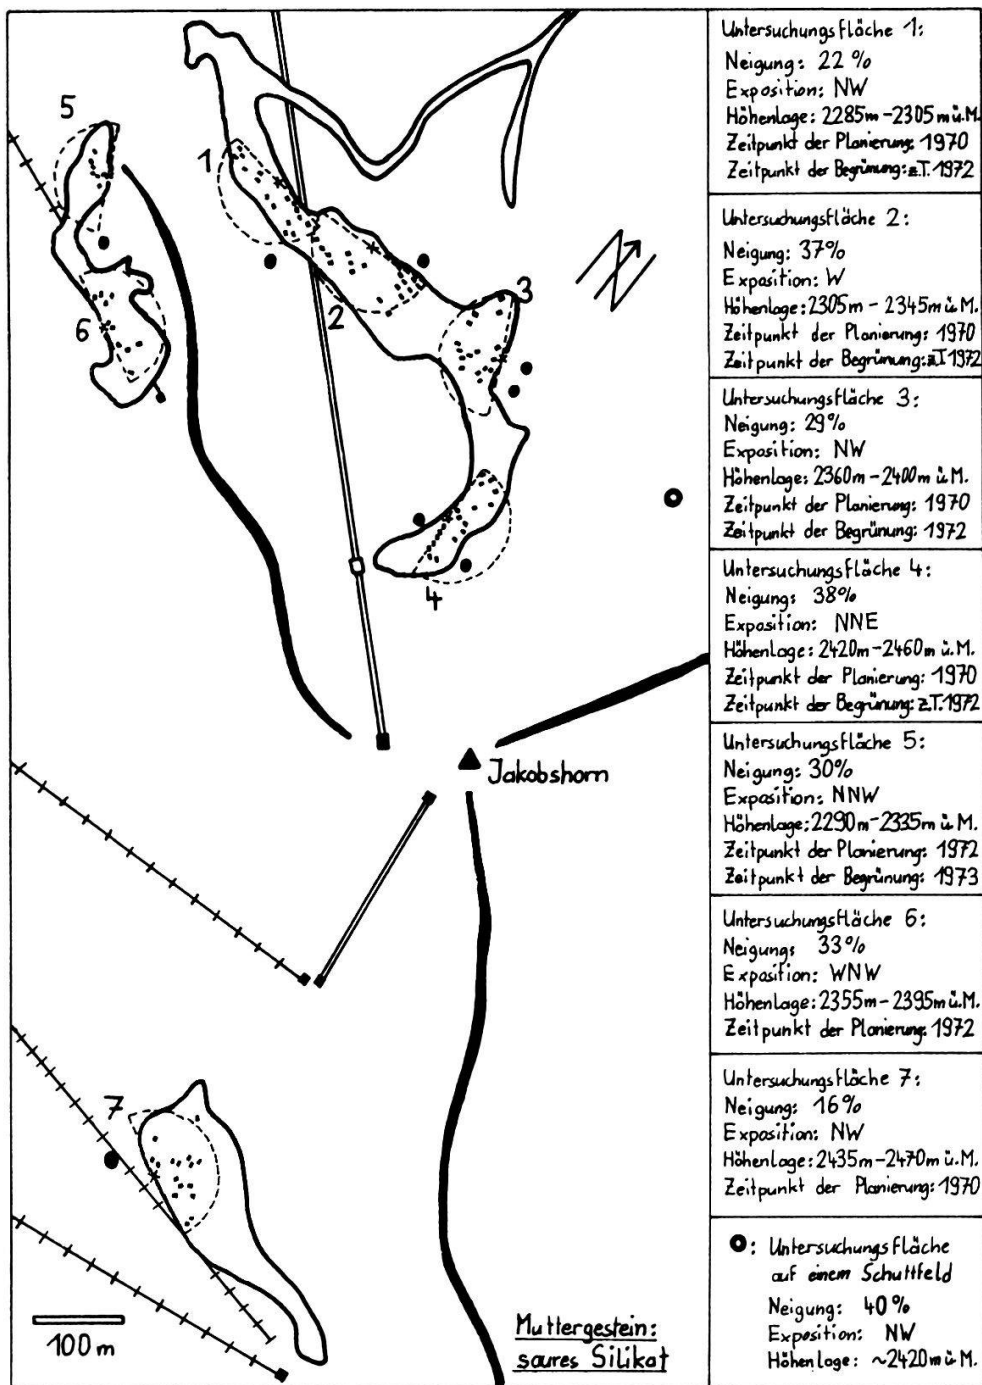 5
1
6
2
3
4
Jakobshorn
7
100 m
Muttergestein:
saures Silikat
Untersuchungsfläche 1:
Neigung: 22 %
Exposition: NW
Höhenlage: 2285m-2305 m ü.M.
Zeitpunkt der Planierung: 1970
Zeitpunkt der Begrünung: z.T. 1972
Untersuchungsfläche 2:
Neigung: 37%
Exposition: W
Höhenlage: 2305m - 2345m ü.M.
Zeitpunkt der Planierung: 1970
Zeitpunkt der Begrünung: z.T 1972
Untersuchungsfläche 3:
Neigung: 29%
Exposition: NW
Höhenlage: 2360m-2400m ü.M.
Zeitpunkt der Planierung: 1970
Zeitpunkt der Begrünung: 1972
Untersuchungsfläche 4:
Neigung: 38%
Exposition: NNE
Höhenlage: 2420m-2460m ü.M.
Zeitpunkt der Planierung: 1970
Zeitpunkt der Begrünung: z.T. 1972
Untersuchungsfläche 5:
Neigung: 30%
Exposition: NNW
Höhenlage: 2290m-2335m ü.M.
Zeitpunkt der Planierung: 1972
Zeitpunkt der Begrünung: 1973
Untersuchungsfläche 6:
Neigung: 33%
Exposition: WNW
Höhenlage: 2355m-2395m ü.M.
Zeitpunkt der Planierung: 1972
Untersuchungsfläche 7:
Neigung: 16%
Exposition: NW
Höhenlage: 2435m-2470m ü.M.
Zeitpunkt der Planierung: 1970
: Untersuchungsfläche
auf einem Schuttfeld
Neigung: 40%
Exposition: NW
Höhenlage: ~2420m ü.M.